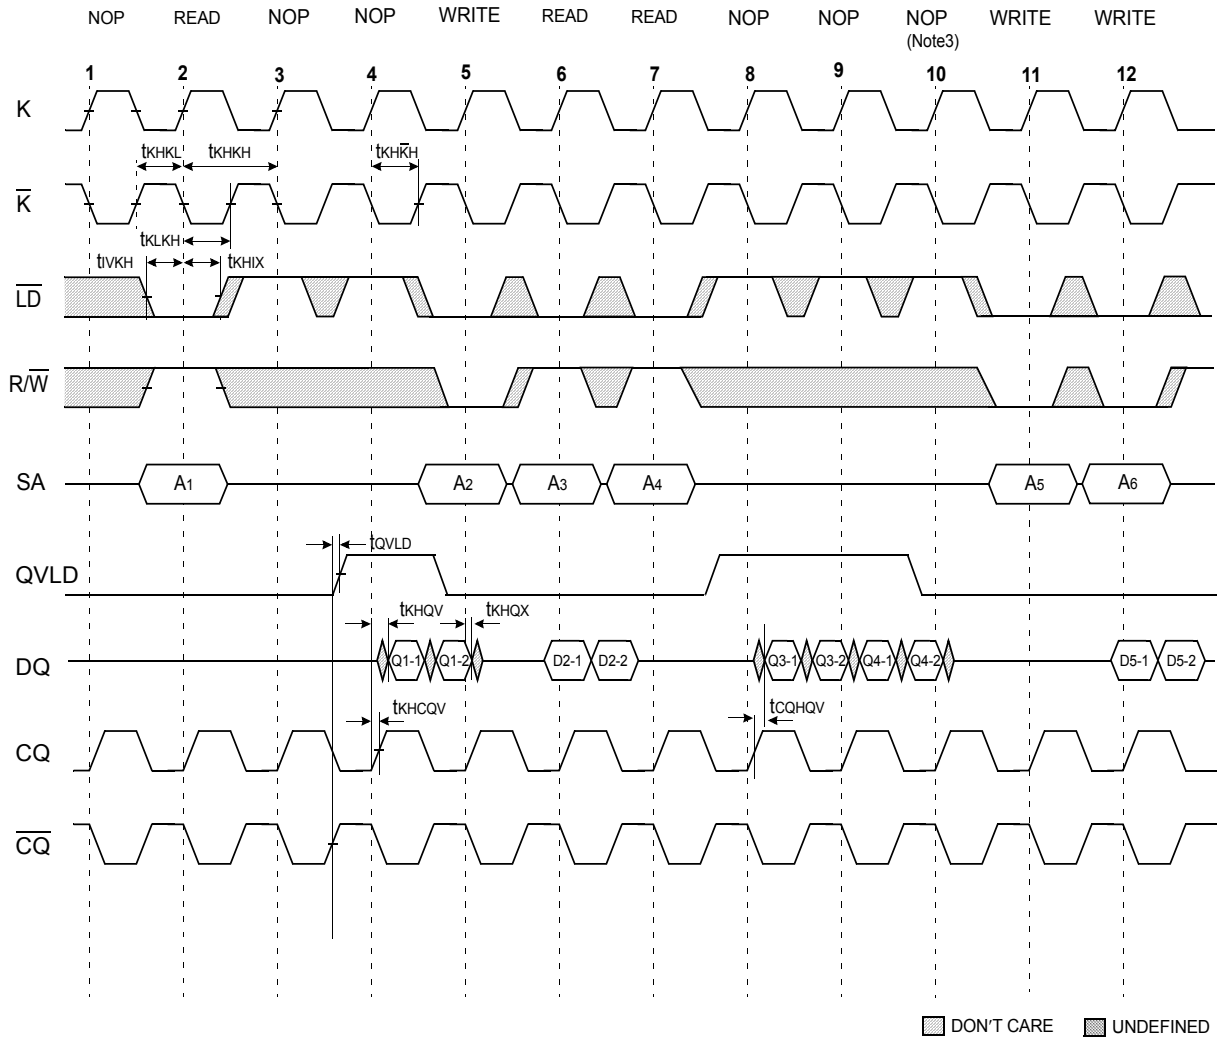 NOP READ NOP NOP WRITE READ READ NOP NOP NOP WRITE WRITE
(Note3)
1 2 3 4 5 6 7 8 9 10 11 12
K
tKHKL tKHKH tKHK̅H
K̅
tKLKH
tIVKH tKHIX
L̅D̅
R/W̅
SA A1 A2 A3 A4 A5 A6
tQVLD
QVLD
tKHQV tKHQX
DQ Q1-1 Q1-2 D2-1 D2-2 Q3-1 Q3-2 Q4-1 Q4-2 D5-1 D5-2
tKHCQV tCQHQV
CQ
C̅Q̅
DON'T CARE UNDEFINED